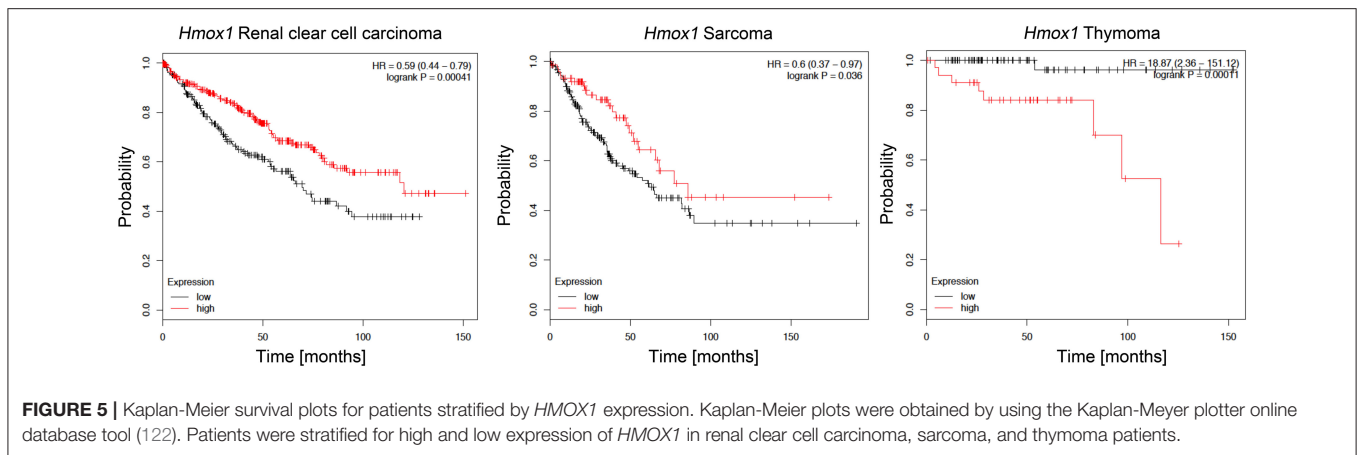 Hmox1 Renal clear cell carcinoma
HR = 0.59 (0.44 − 0.79)
logrank P = 0.00041
Probability
1.0
0.8
0.6
0.4
0.2
0.0
Expression
low
high
0 50 100 150
Time [months]
Hmox1 Sarcoma
HR = 0.6 (0.37 − 0.97)
logrank P = 0.036
Probability
1.0
0.8
0.6
0.4
0.2
0.0
Expression
low
high
0 50 100 150
Time [months]
Hmox1 Thymoma
HR = 18.87 (2.36 − 151.12)
logrank P = 0.00011
Probability
1.0
0.8
0.6
0.4
0.2
0.0
Expression
low
high
0 50 100 150
Time [months]
FIGURE 5 | Kaplan-Meier survival plots for patients stratified by HMOX1 expression. Kaplan-Meier plots were obtained by using the Kaplan-Meyer plotter online
database tool (122). Patients were stratified for high and low expression of HMOX1 in renal clear cell carcinoma, sarcoma, and thymoma patients.